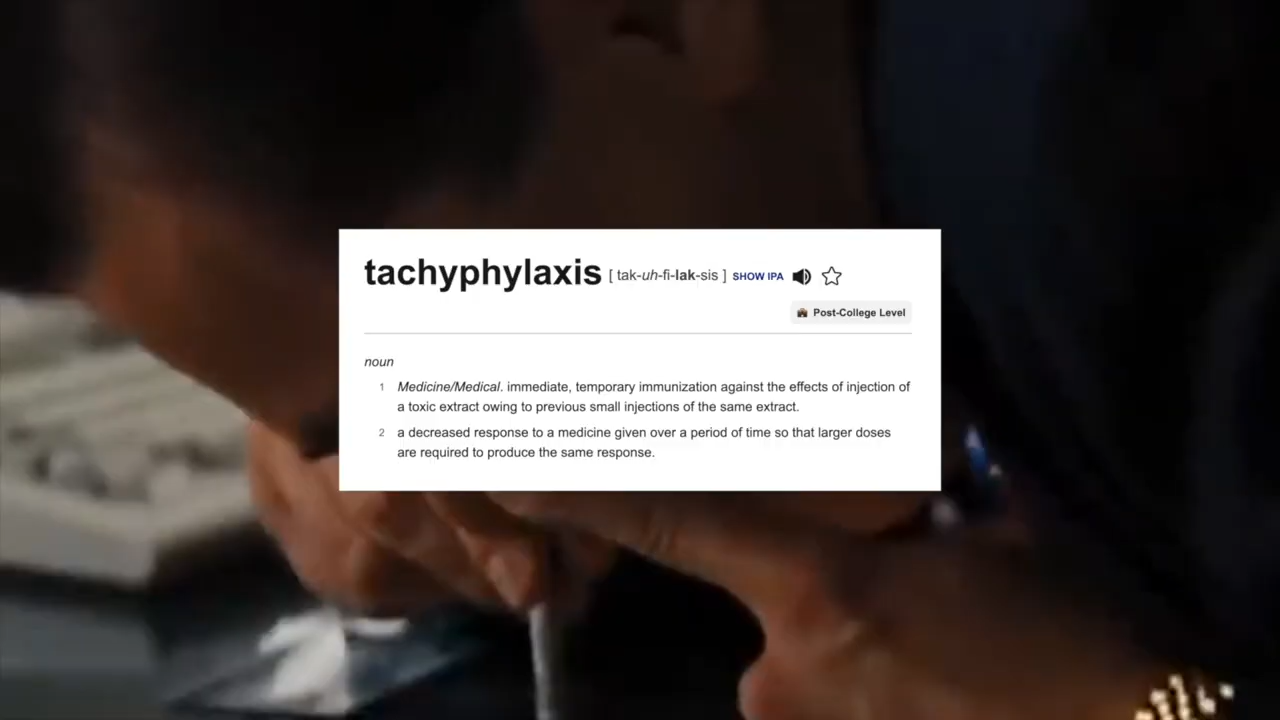 tachyphylaxis [ tak-uh-fi-lak-sis ] SHOW IPA
Post-College Level
noun
1 Medicine/Medical. immediate, temporary immunization against the effects of injection of
a toxic extract owing to previous small injections of the same extract.
2 a decreased response to a medicine given over a period of time so that larger doses
are required to produce the same response.